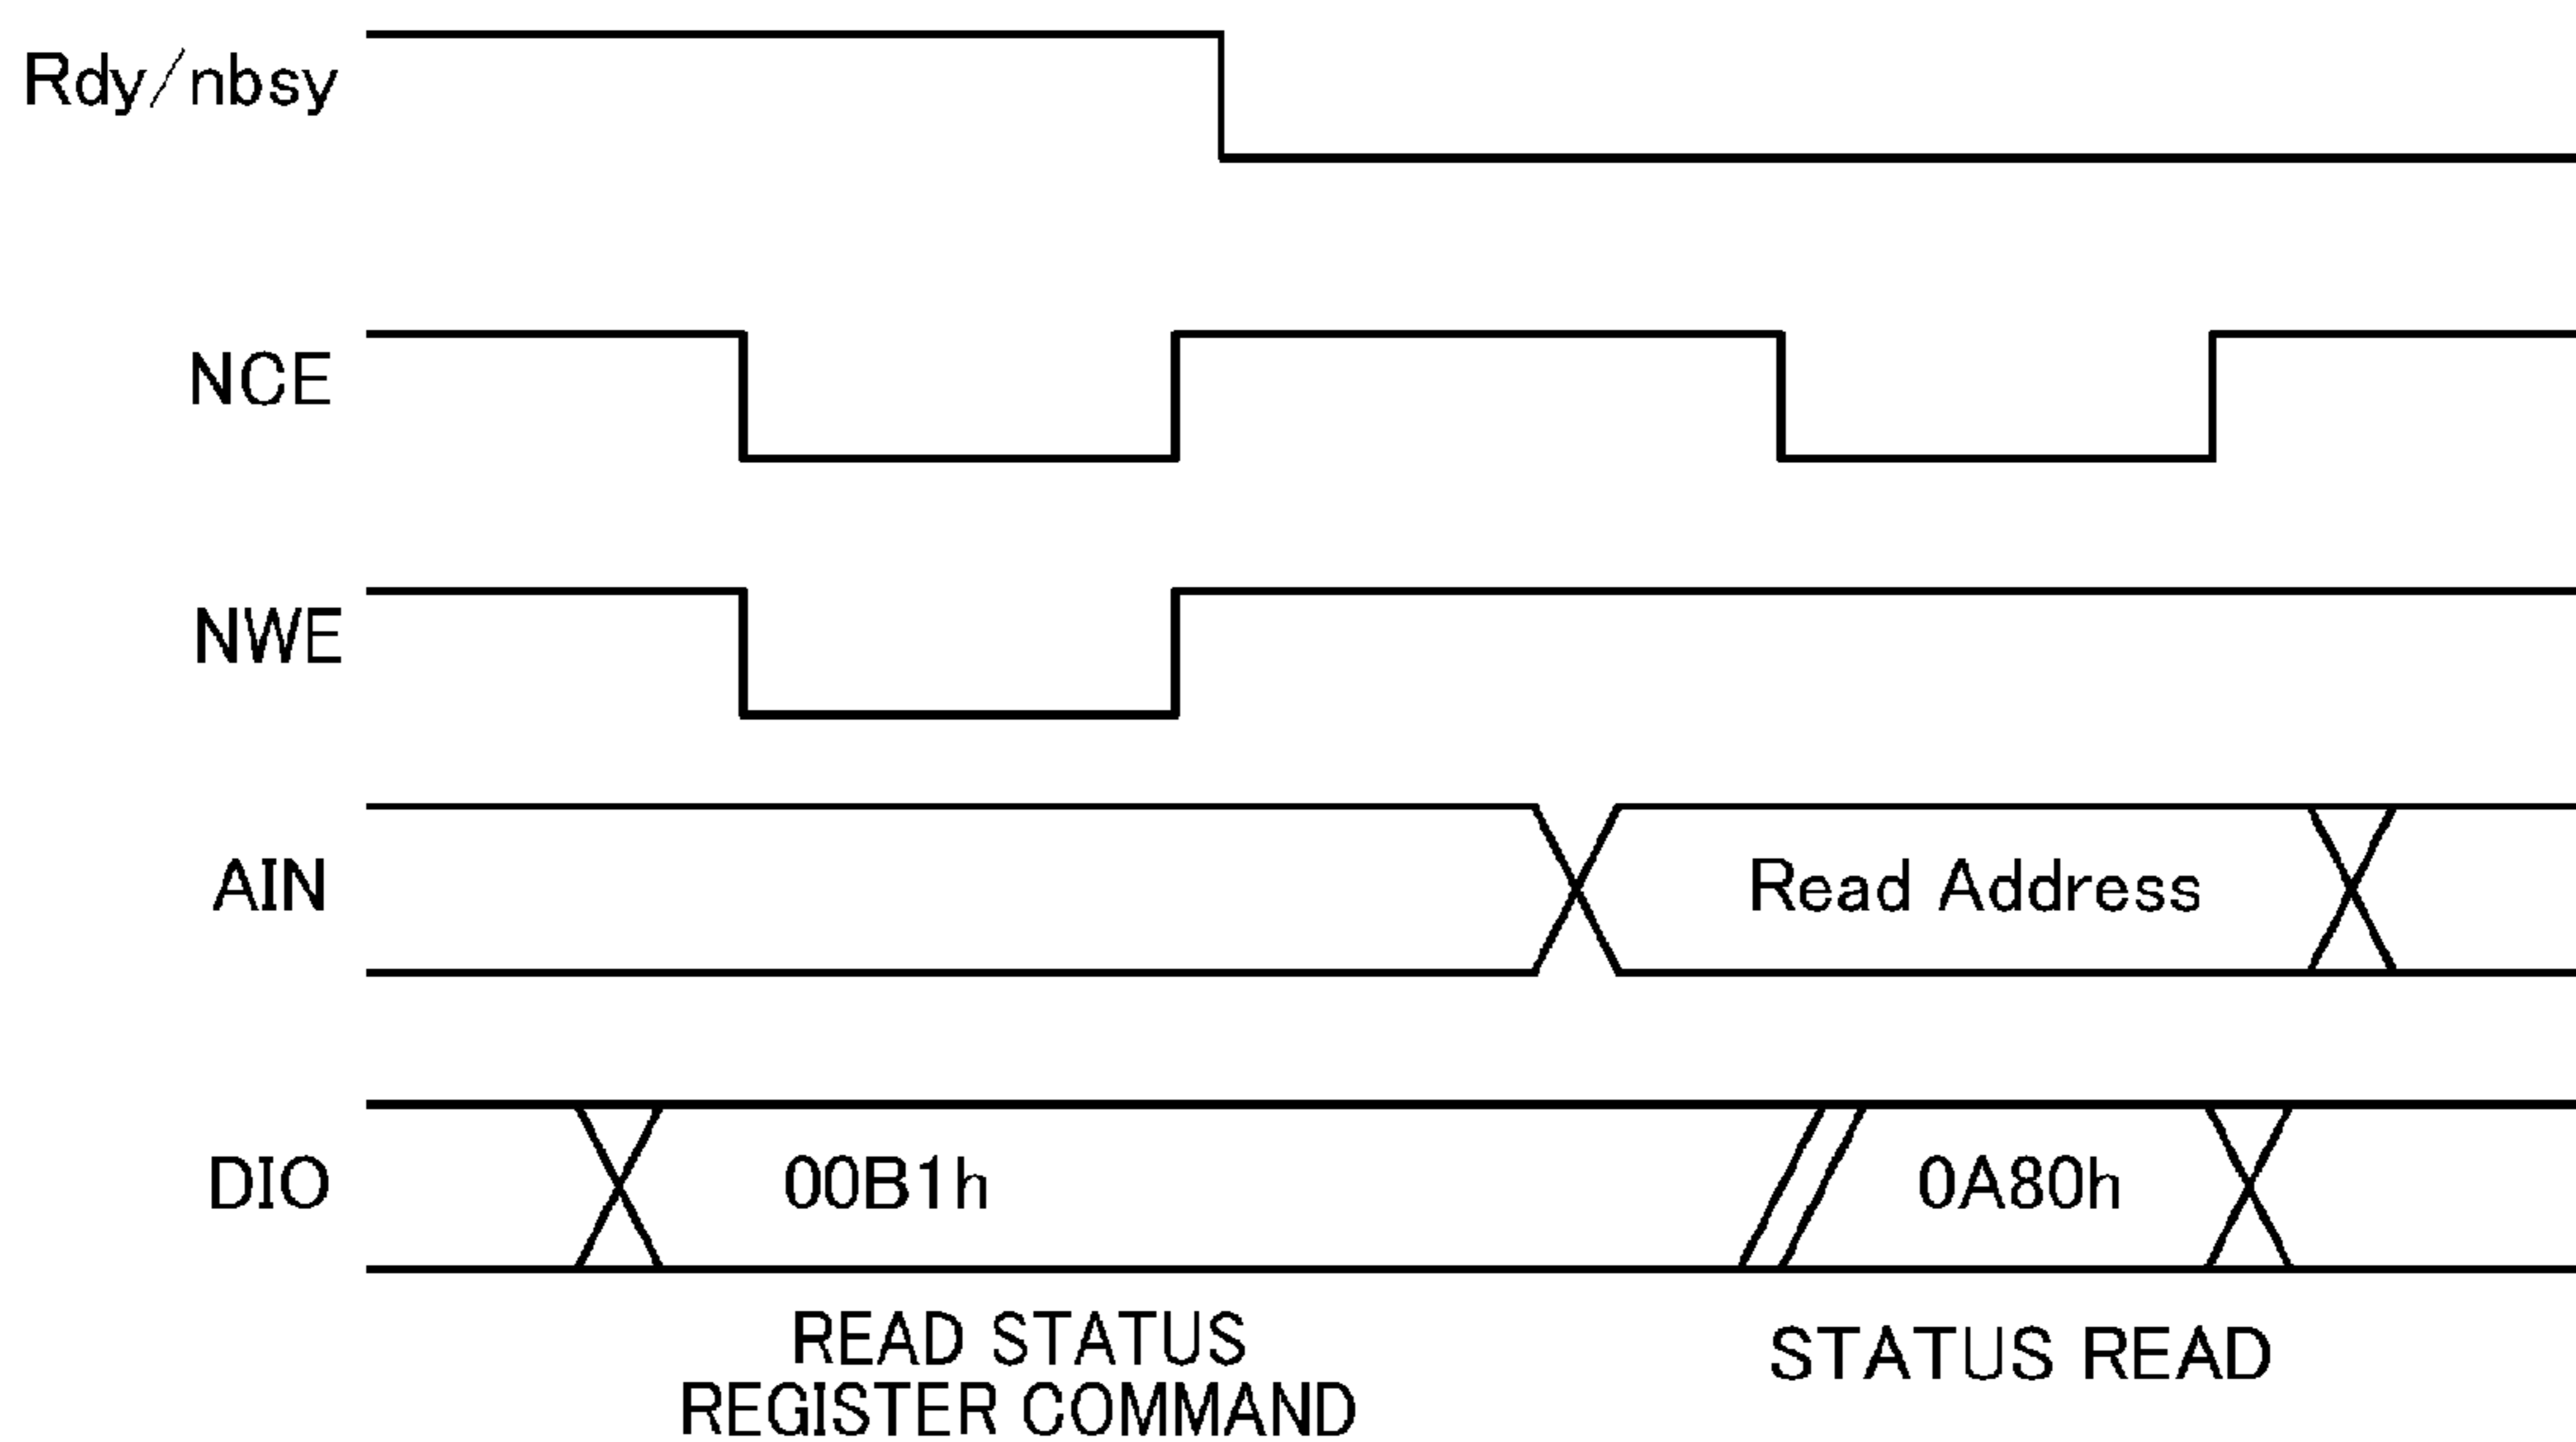 Rdy/nbsy
NCE
NWE
AIN
Read Address
DIO
00B1h
0A80h
READ STATUS
REGISTER COMMAND
STATUS READ